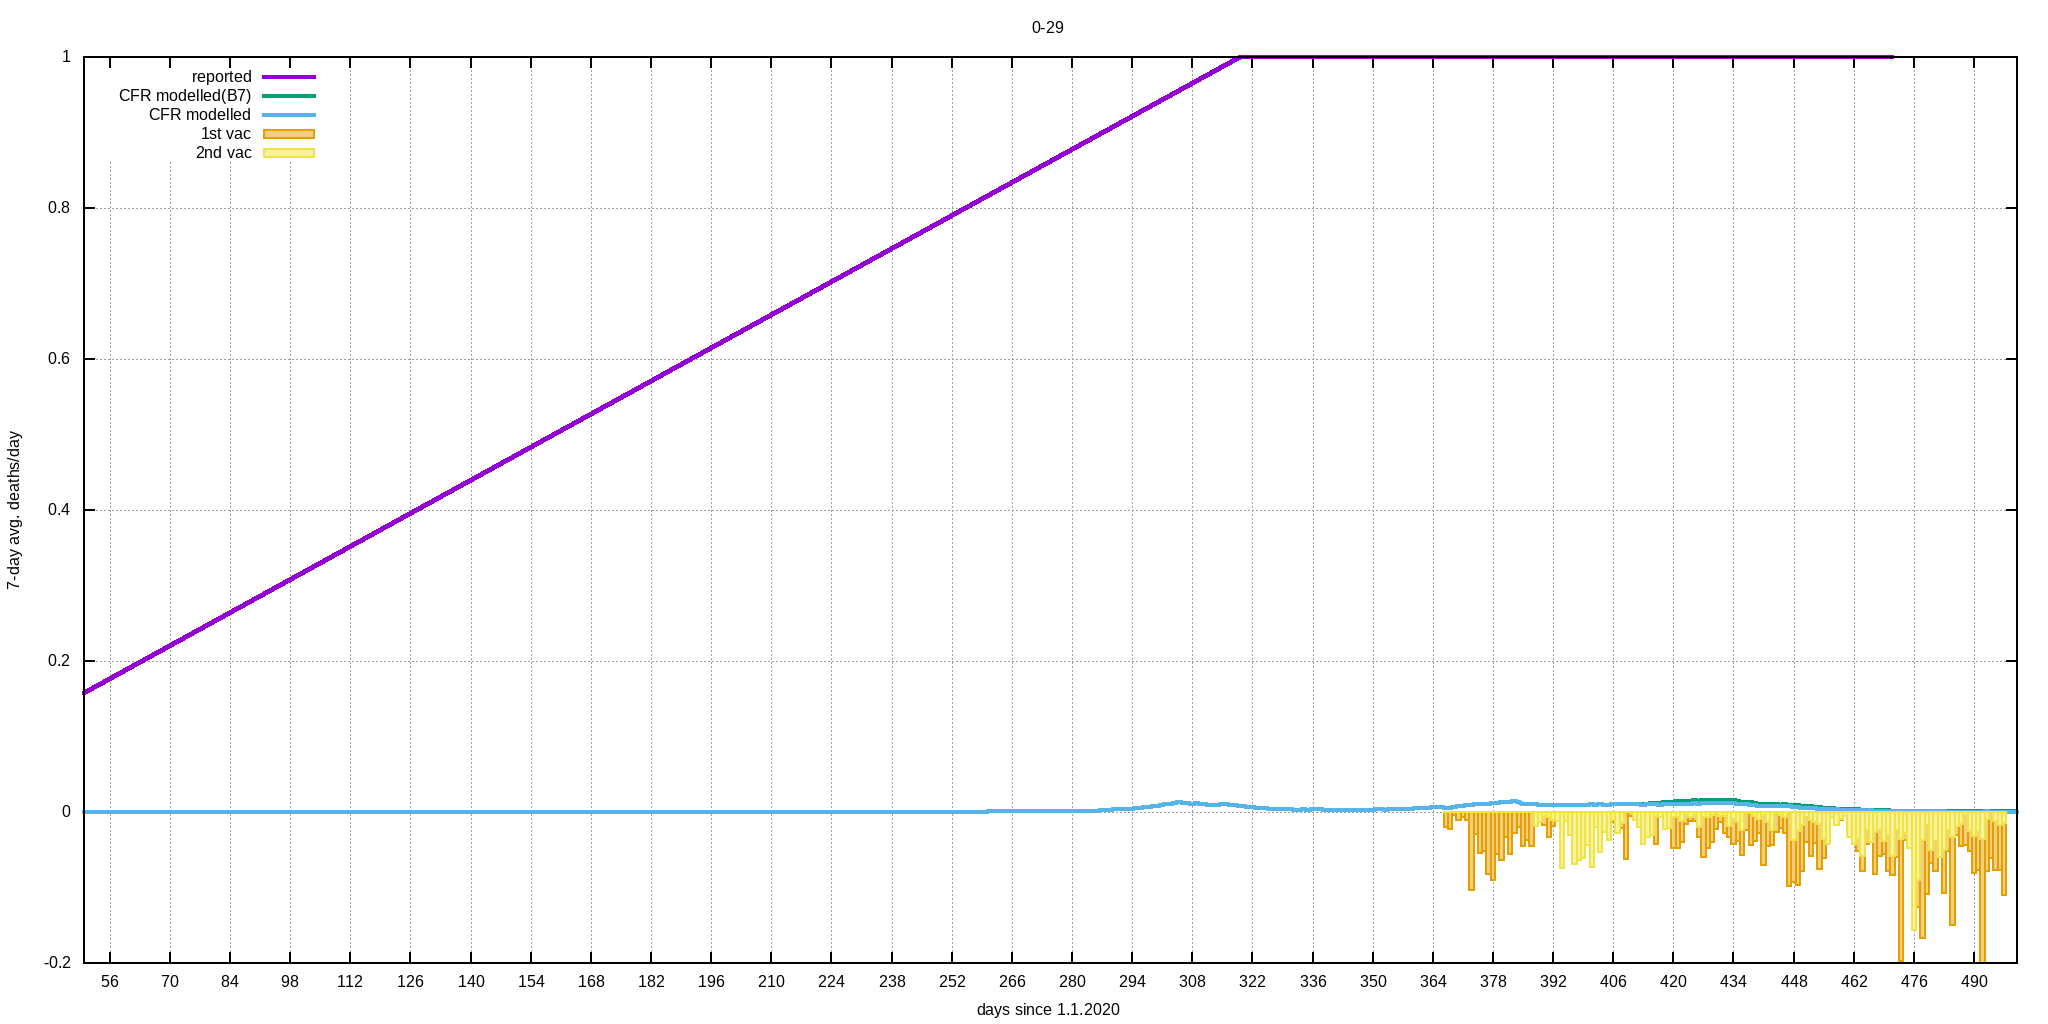 0-29
1
reported
CFR modelled(B7)
CFR modelled
1st vac
2nd vac
0.8
0.6
0.4
0.2
0
-0.2
7-day avg. deaths/day
56 70 84 98 112 126 140 154 168 182 196 210 224 238 252 266 280 294 308 322 336 350 364 378 392 406 420 434 448 462 476 490
days since 1.1.2020